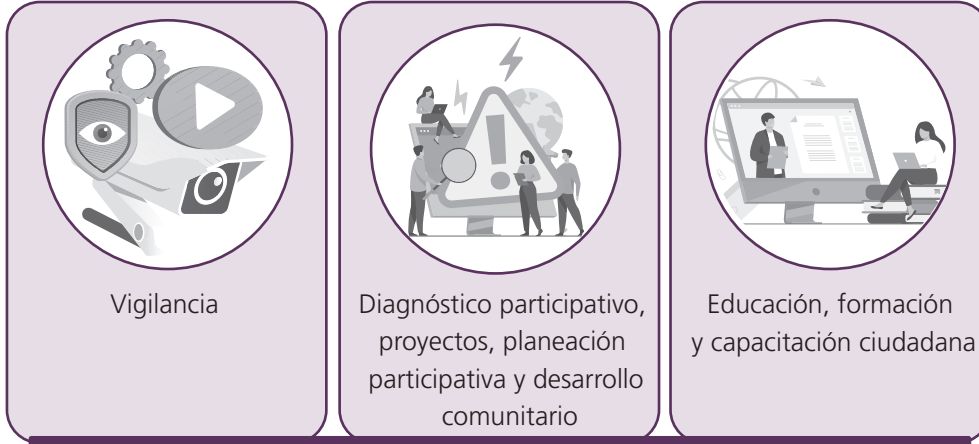 Vigilancia
Diagnóstico participativo,
proyectos, planeación
participativa y desarrollo
comunitario
Educación, formación
y capacitación ciudadana